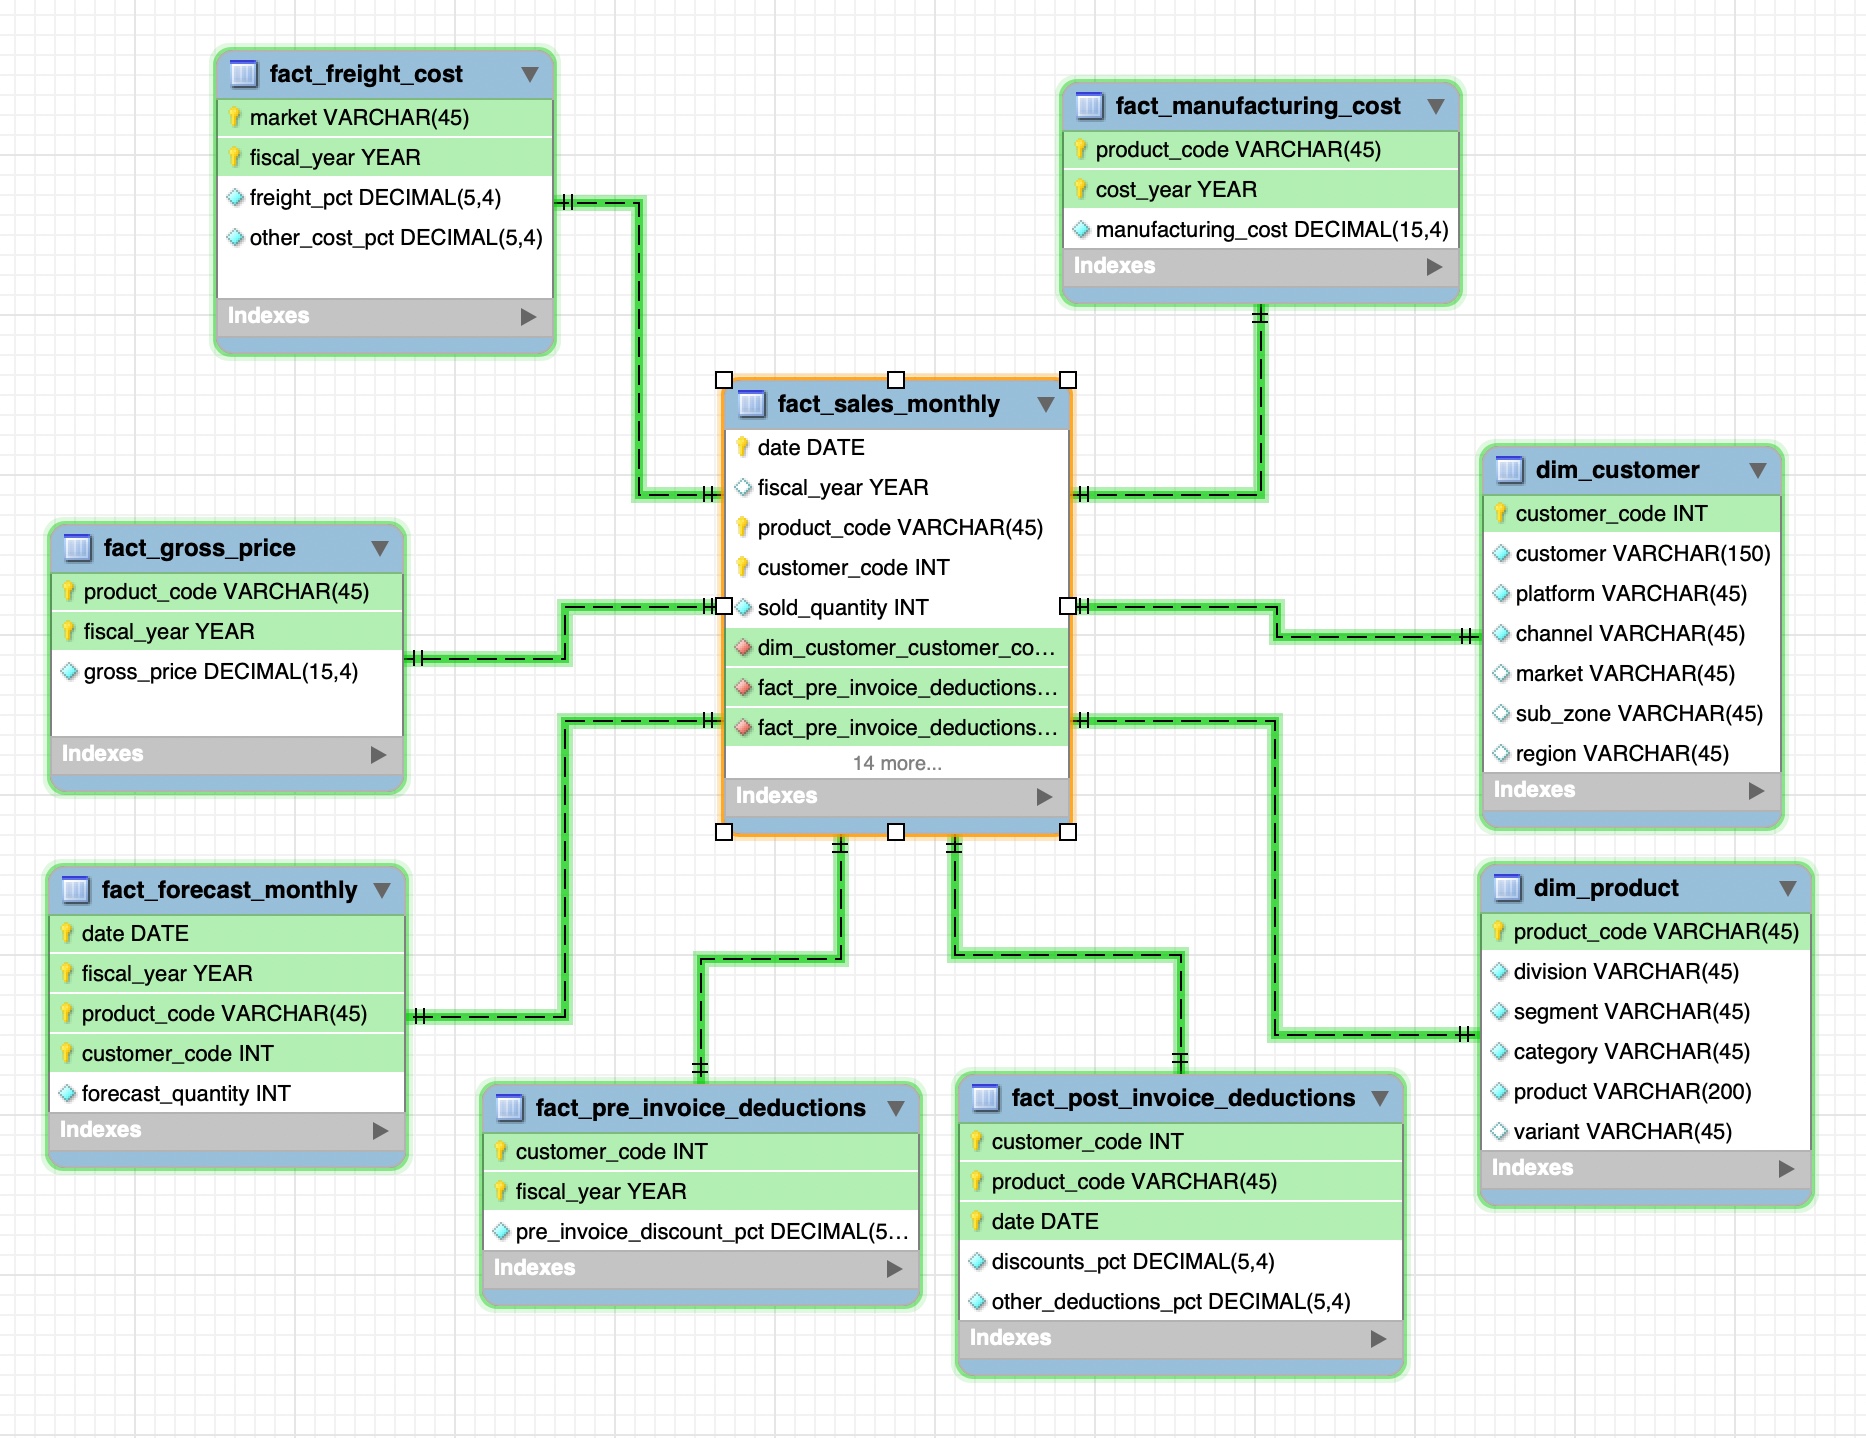 fact_freight_cost
market VARCHAR(45)
fiscal_year YEAR
freight_pct DECIMAL(5,4)
other_cost_pct DECIMAL(5,4)
Indexes
fact_manufacturing_cost
product_code VARCHAR(45)
cost_year YEAR
manufacturing_cost DECIMAL(15,4)
Indexes
fact_sales_monthly
date DATE
fiscal_year YEAR
product_code VARCHAR(45)
customer_code INT
sold_quantity INT
dim_customer_customer_co...
fact_pre_invoice_deductions...
fact_pre_invoice_deductions...
14 more...
Indexes
dim_customer
customer_code INT
customer VARCHAR(150)
platform VARCHAR(45)
channel VARCHAR(45)
market VARCHAR(45)
sub_zone VARCHAR(45)
region VARCHAR(45)
Indexes
fact_gross_price
product_code VARCHAR(45)
fiscal_year YEAR
gross_price DECIMAL(15,4)
Indexes
fact_forecast_monthly
date DATE
fiscal_year YEAR
product_code VARCHAR(45)
customer_code INT
forecast_quantity INT
Indexes
fact_pre_invoice_deductions
customer_code INT
fiscal_year YEAR
pre_invoice_discount_pct DECIMAL(5...
Indexes
fact_post_invoice_deductions
customer_code INT
product_code VARCHAR(45)
date DATE
discounts_pct DECIMAL(5,4)
other_deductions_pct DECIMAL(5,4)
Indexes
dim_product
product_code VARCHAR(45)
division VARCHAR(45)
segment VARCHAR(45)
category VARCHAR(45)
product VARCHAR(200)
variant VARCHAR(45)
Indexes